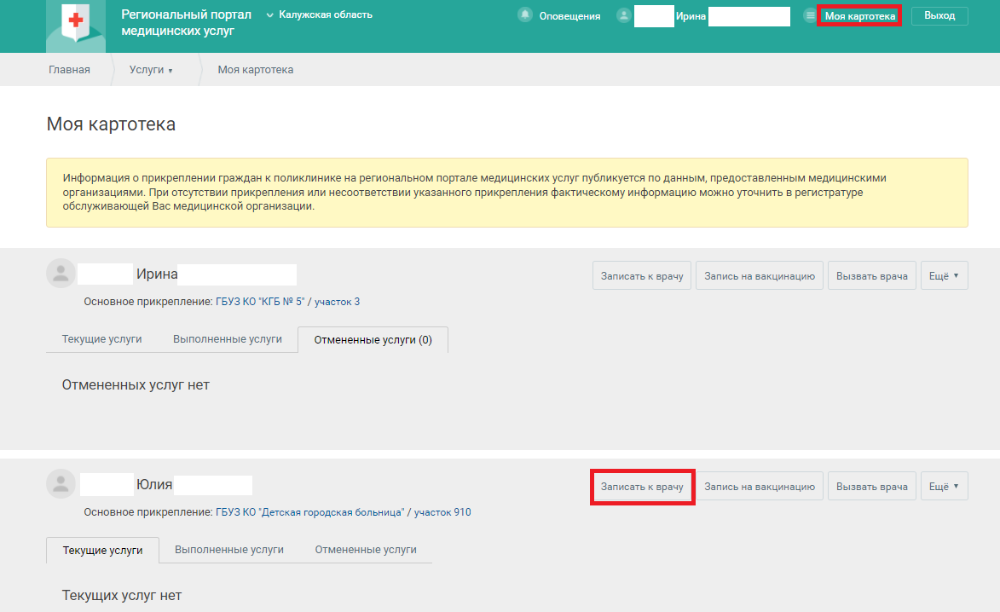 Региональный портал
медицинских услуг
Калужская область
Оповещения
Ирина
Моя картотека
Выход
Главная
Услуги ▾
Моя картотека
Моя картотека
Информация о прикреплении граждан к поликлинике на региональном портале медицинских услуг публикуется по данным, предоставленным медицинскими
организациями. При отсутствии прикрепления или несоответствии указанного прикрепления фактическому информацию можно уточнить в регистратуре
обслуживающей Вас медицинской организации.
Ирина
Записать к врачу
Запись на вакцинацию
Вызвать врача
Ещё ▾
Основное прикрепление: ГБУЗ КО "КГБ № 5" / участок 3
Текущие услуги
Выполненные услуги
Отмененные услуги (0)
Отмененных услуг нет
Юлия
Записать к врачу
Запись на вакцинацию
Вызвать врача
Ещё ▾
Основное прикрепление: ГБУЗ КО "Детская городская больница" / участок 910
Текущие услуги
Выполненные услуги
Отмененные услуги
Текущих услуг нет